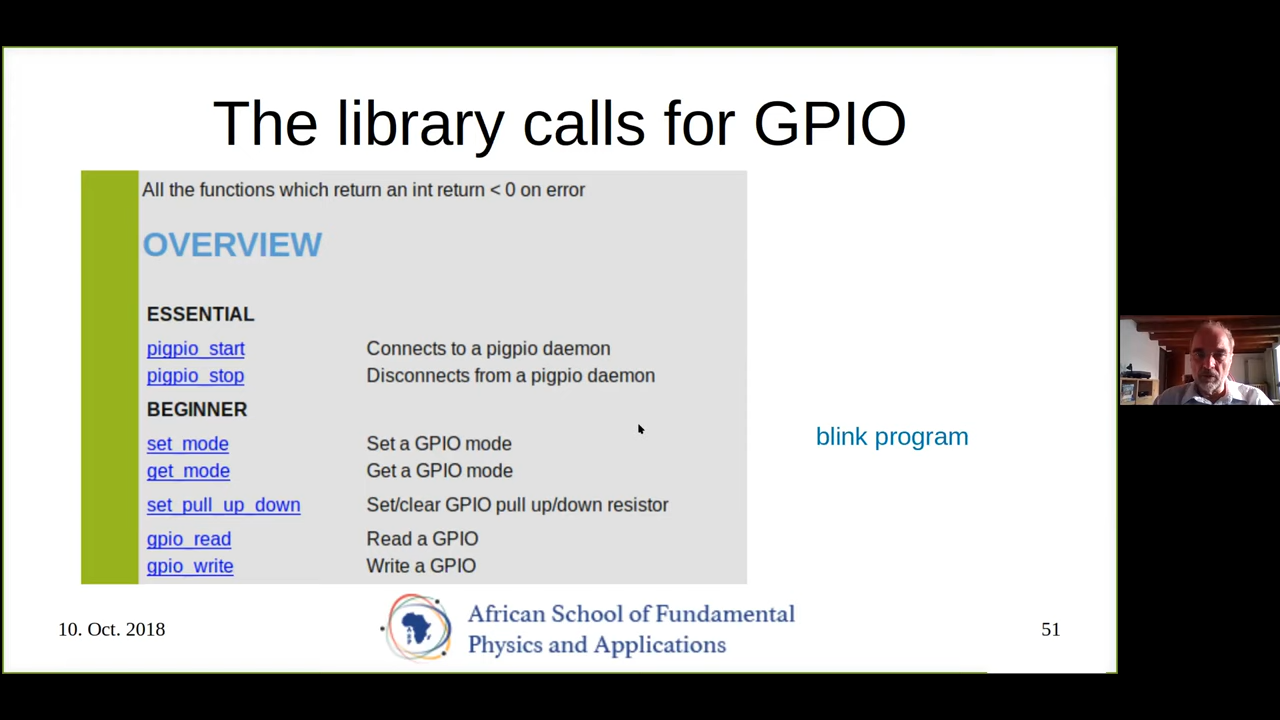 The library calls for GPIO
All the functions which return an int return < 0 on error
OVERVIEW
ESSENTIAL
pigpio_start Connects to a pigpio daemon
pigpio_stop Disconnects from a pigpio daemon
BEGINNER
set_mode Set a GPIO mode
get_mode Get a GPIO mode
set_pull_up_down Set/clear GPIO pull up/down resistor
gpio_read Read a GPIO
gpio_write Write a GPIO
blink program
10. Oct. 2018
African School of Fundamental
Physics and Applications
51